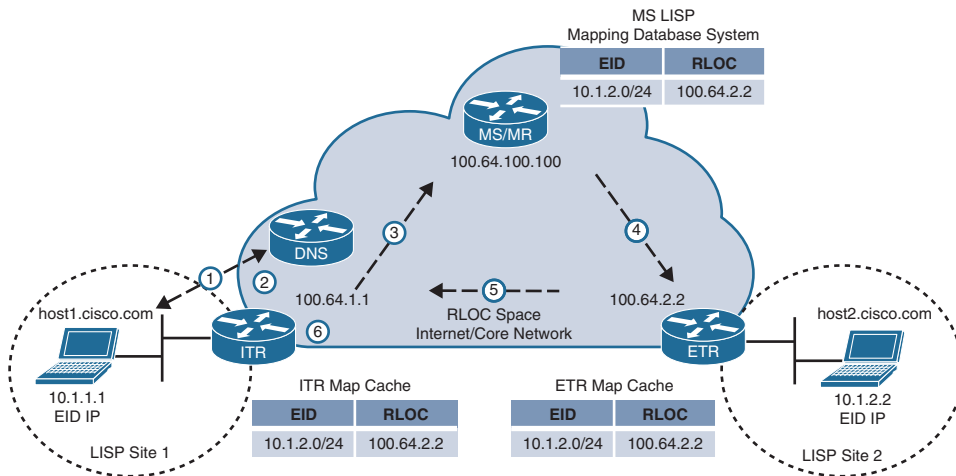 MS LISP
Mapping Database System
EID RLOC
10.1.2.0/24 100.64.2.2
MS/MR
100.64.100.100
3
4
DNS
1
2
100.64.1.1
5
100.64.2.2
RLOC Space
Internet/Core Network
host1.cisco.com
ITR
6
ETR
host2.cisco.com
10.1.1.1
EID IP
LISP Site 1
ITR Map Cache
EID RLOC
10.1.2.0/24 100.64.2.2
ETR Map Cache
EID RLOC
10.1.2.0/24 100.64.2.2
10.1.2.2
EID IP
LISP Site 2